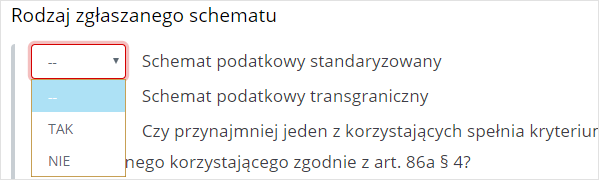 Rodzaj zgłaszanego schematu
-- Schemat podatkowy standaryzowany
-- Schemat podatkowy transgraniczny
TAK Czy przynajmniej jeden z korzystających spełnia kryterium
NIE nego korzystającego zgodnie z art. 86a § 4?